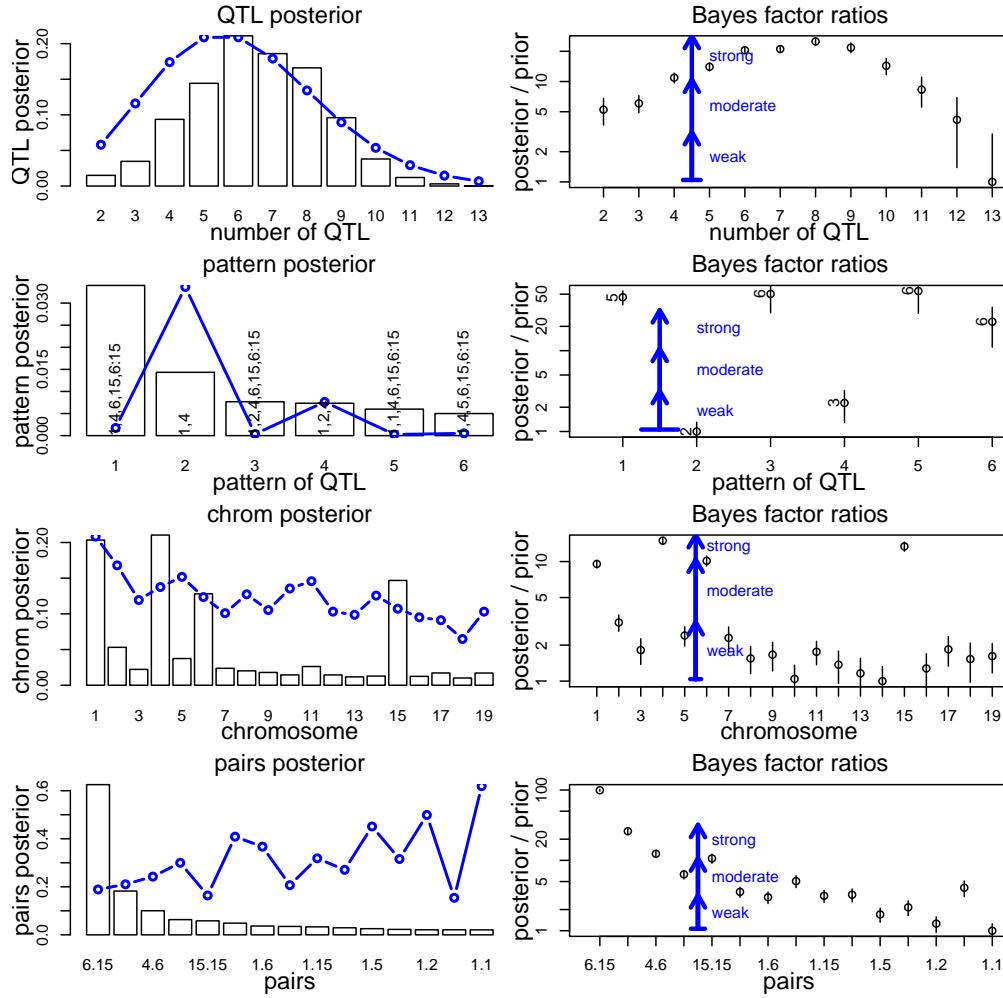 QTL posterior
QTL posterior
0.00 0.10 0.20
2 3 4 5 6 7 8 9 10 11 12 13
number of QTL
Bayes factor ratios
posterior / prior
1 2 5 10
strong
moderate
weak
2 3 4 5 6 7 8 9 10 11 12 13
number of QTL
pattern posterior
pattern posterior
0.000 0.015 0.030
1,4,6,15,6:15
1,4
1,2,4,6,15,6:15
1,2,4
1,1,4,6,15,6:15
1,4,5,6,15,6:15
1 2 3 4 5 6
pattern of QTL
Bayes factor ratios
posterior / prior
1 2 5 20 50
5
2
6
3
6
6
strong
moderate
weak
1 2 3 4 5 6
pattern of QTL
chrom posterior
chrom posterior
0.00 0.10 0.20
1 3 5 7 9 11 13 15 17 19
chromosome
Bayes factor ratios
posterior / prior
1 2 5 10
strong
moderate
weak
1 3 5 7 9 11 13 15 17 19
chromosome
pairs posterior
pairs posterior
0.0 0.2 0.4 0.6
6.15 4.6 15.15 1.6 1.15 1.5 1.2 1.1
pairs
Bayes factor ratios
posterior / prior
1 5 20 100
strong
moderate
weak
6.15 4.6 15.15 1.6 1.15 1.5 1.2 1.1
pairs